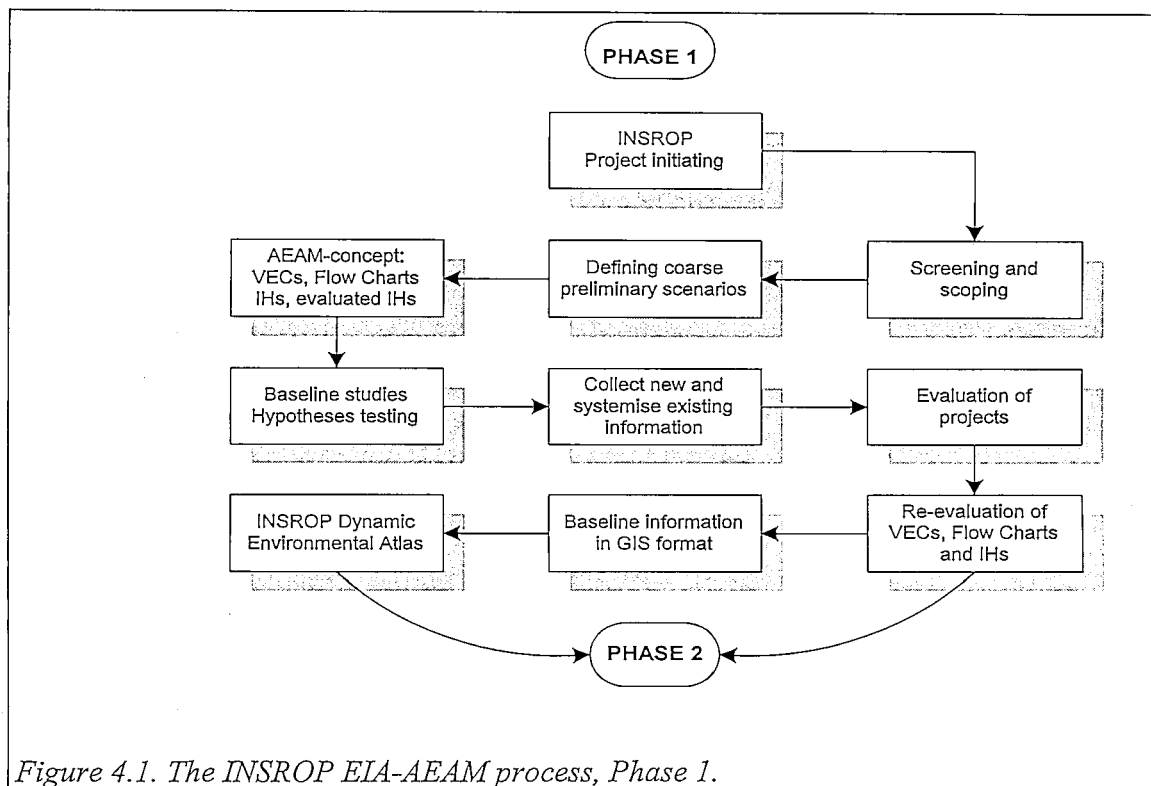 PHASE 1
INSROP
Project initiating
AEAM-concept:
VECs, Flow Charts
IHs, evaluated IHs
Defining coarse
preliminary scenarios
Screening and
scoping
Baseline studies
Hypotheses testing
Collect new and
systemise existing
information
Evaluation of
projects
INSROP Dynamic
Environmental Atlas
Baseline information
in GIS format
Re-evaluation of
VECs, Flow Charts
and IHs
PHASE 2
Figure 4.1. The INSROP EIA-AEAM process, Phase 1.